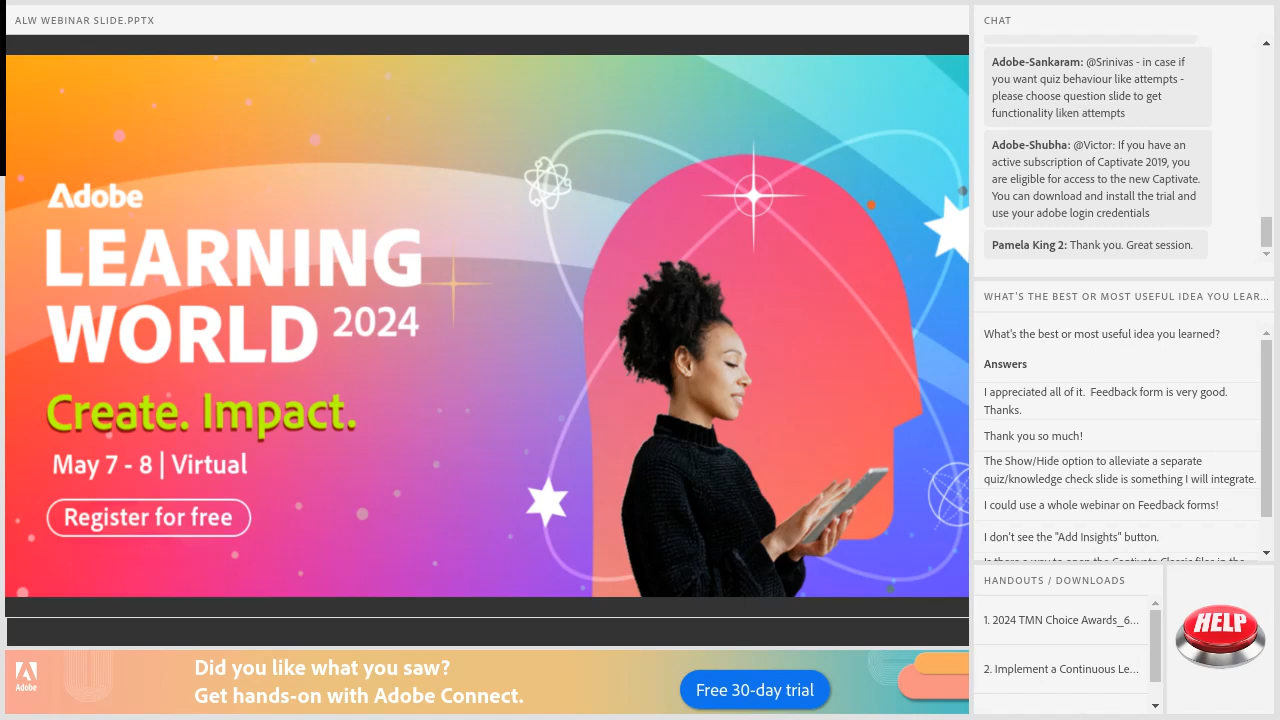 ALW WEBINAR SLIDE.PPTX
Adobe
LEARNING
WORLD 2024
Create. Impact.
May 7 - 8 | Virtual
Register for free
Adobe
Did you like what you saw?
Get hands-on with Adobe Connect.
Free 30-day trial
CHAT
Adobe-Sankaram: @Srinivas - in case if
you want quiz behaviour like attempts -
please choose question slide to get
functionality liken attempts
Adobe-Shubha: @Victor: If you have an
active subscription of Captivate 2019, you
are eligible for access to the new Captivate.
You can download and install the trial and
use your adobe login credentials
Pamela King 2: Thank you. Great session.
WHAT'S THE BEST OR MOST USEFUL IDEA YOU LEAR...
What's the best or most useful idea you learned?
Answers
I appreciated all of it.  Feedback form is very good.
Thanks.
Thank you so much!
The Show/Hide option to alleviate a separate
quiz/knowledge check slide is something I will integrate.
I could use a whole webinar on Feedback forms!
I don't see the "Add Insights" button.
HANDOUTS / DOWNLOADS
1. 2024 TMN Choice Awards_6...
2. Implement a Continuous Le...
HELP